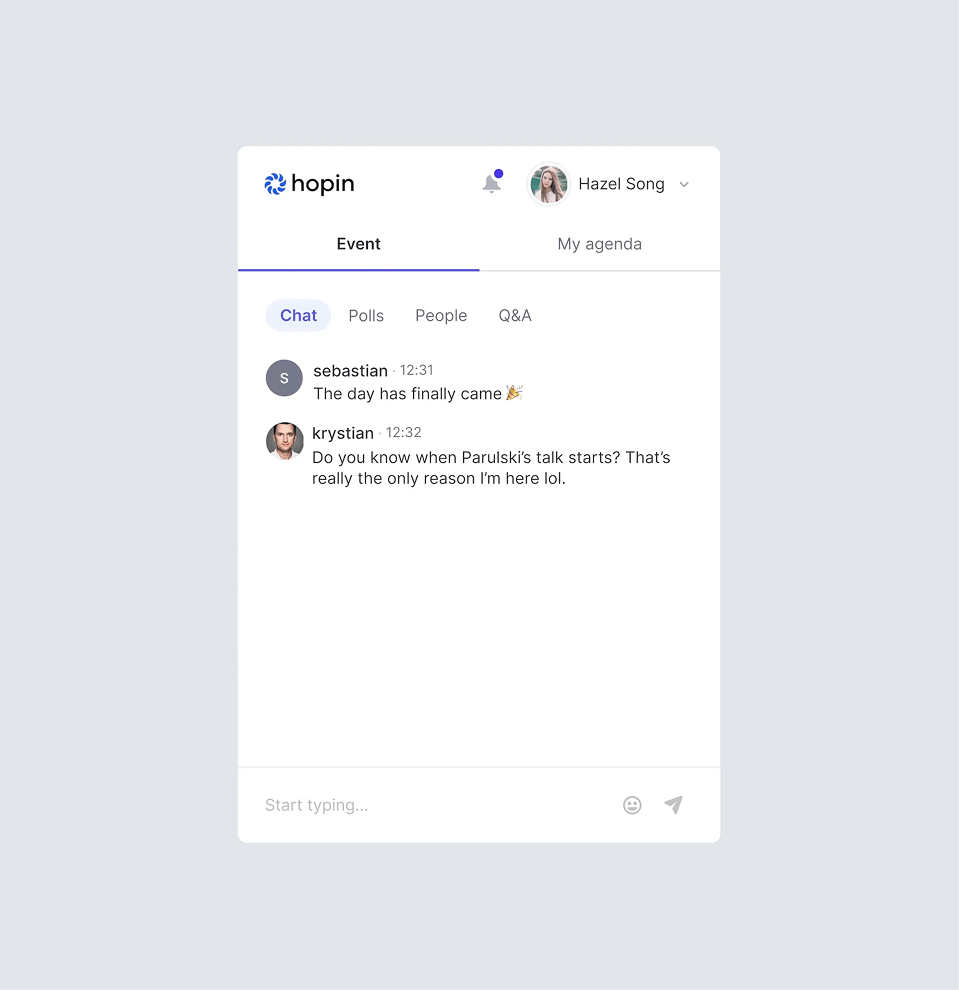 hopin
Hazel Song
Event
My agenda
Chat
Polls
People
Q&A
S
sebastian · 12:31
The day has finally came 🎉
krystian · 12:32
Do you know when Parulski’s talk starts? That’s
really the only reason I’m here lol.
Start typing...